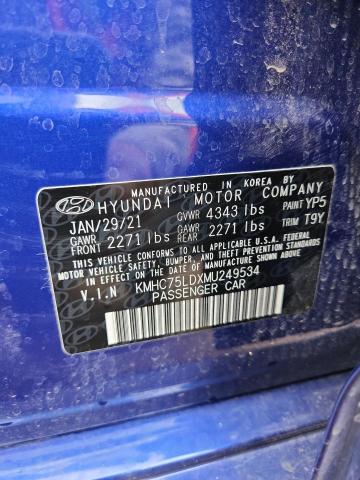 MANUFACTURED IN KOREA BY
HYUNDAI MOTOR COMPANY
JAN/29/21 GVWR 4343 lbs PAINT YP5
GAWR FRONT 2271 lbs GAWR REAR 2271 lbs TRIM T9Y
THIS VEHICLE CONFORMS TO ALL APPLICABLE U.S.A. FEDERAL
MOTOR VEHICLE SAFETY, BUMPER, AND THEFT PREVENTION
STANDARDS IN EFFECT ON THE DATE OF MANUFACTURE SHOWN ABOVE.
V.I.N KMHC75LDXMU249534
PASSENGER CAR